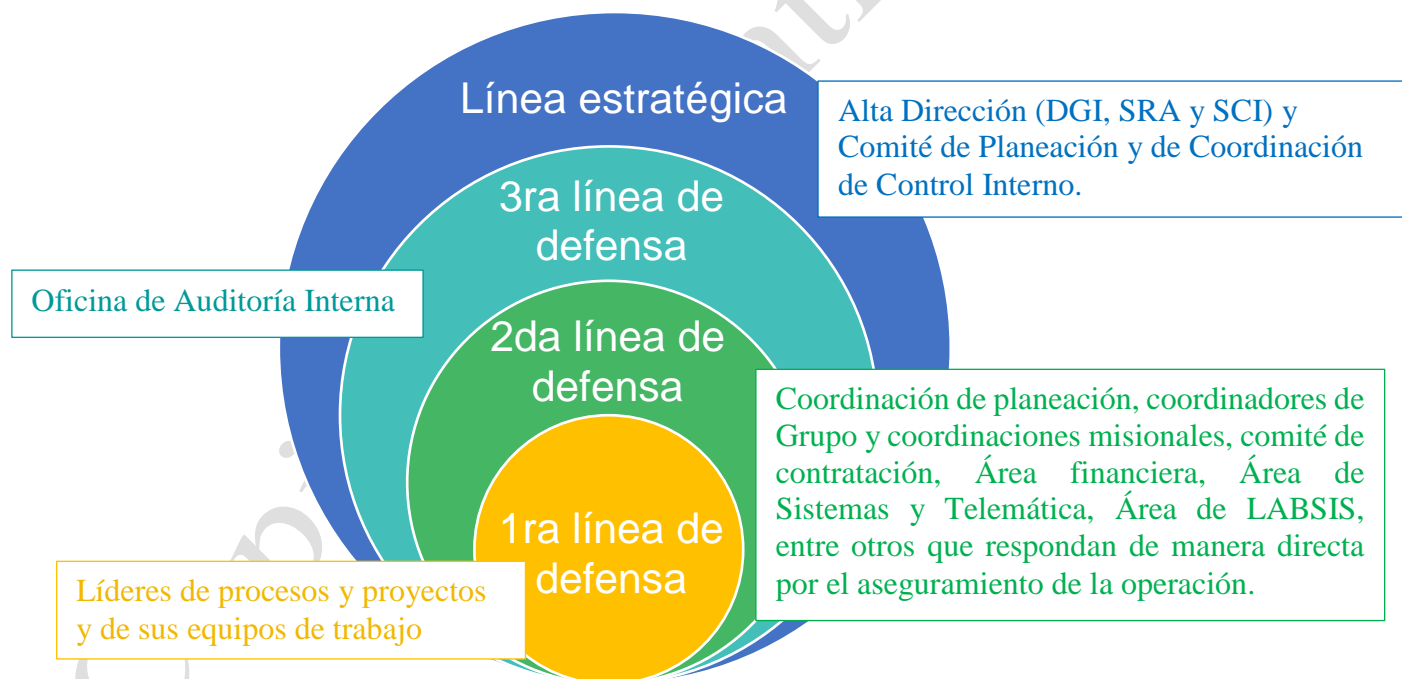 Línea estratégica
Alta Dirección (DGI, SRA y SCI) y
Comité de Planeación y de Coordinación
de Control Interno.
3ra línea de
defensa
Oficina de Auditoría Interna
2da línea de
defensa
Coordinación de planeación, coordinadores de
Grupo y coordinaciones misionales, comité de
contratación, Área financiera, Área de
Sistemas y Telemática, Área de LABSIS,
entre otros que respondan de manera directa
por el aseguramiento de la operación.
1ra línea de
defensa
Líderes de procesos y proyectos
y de sus equipos de trabajo